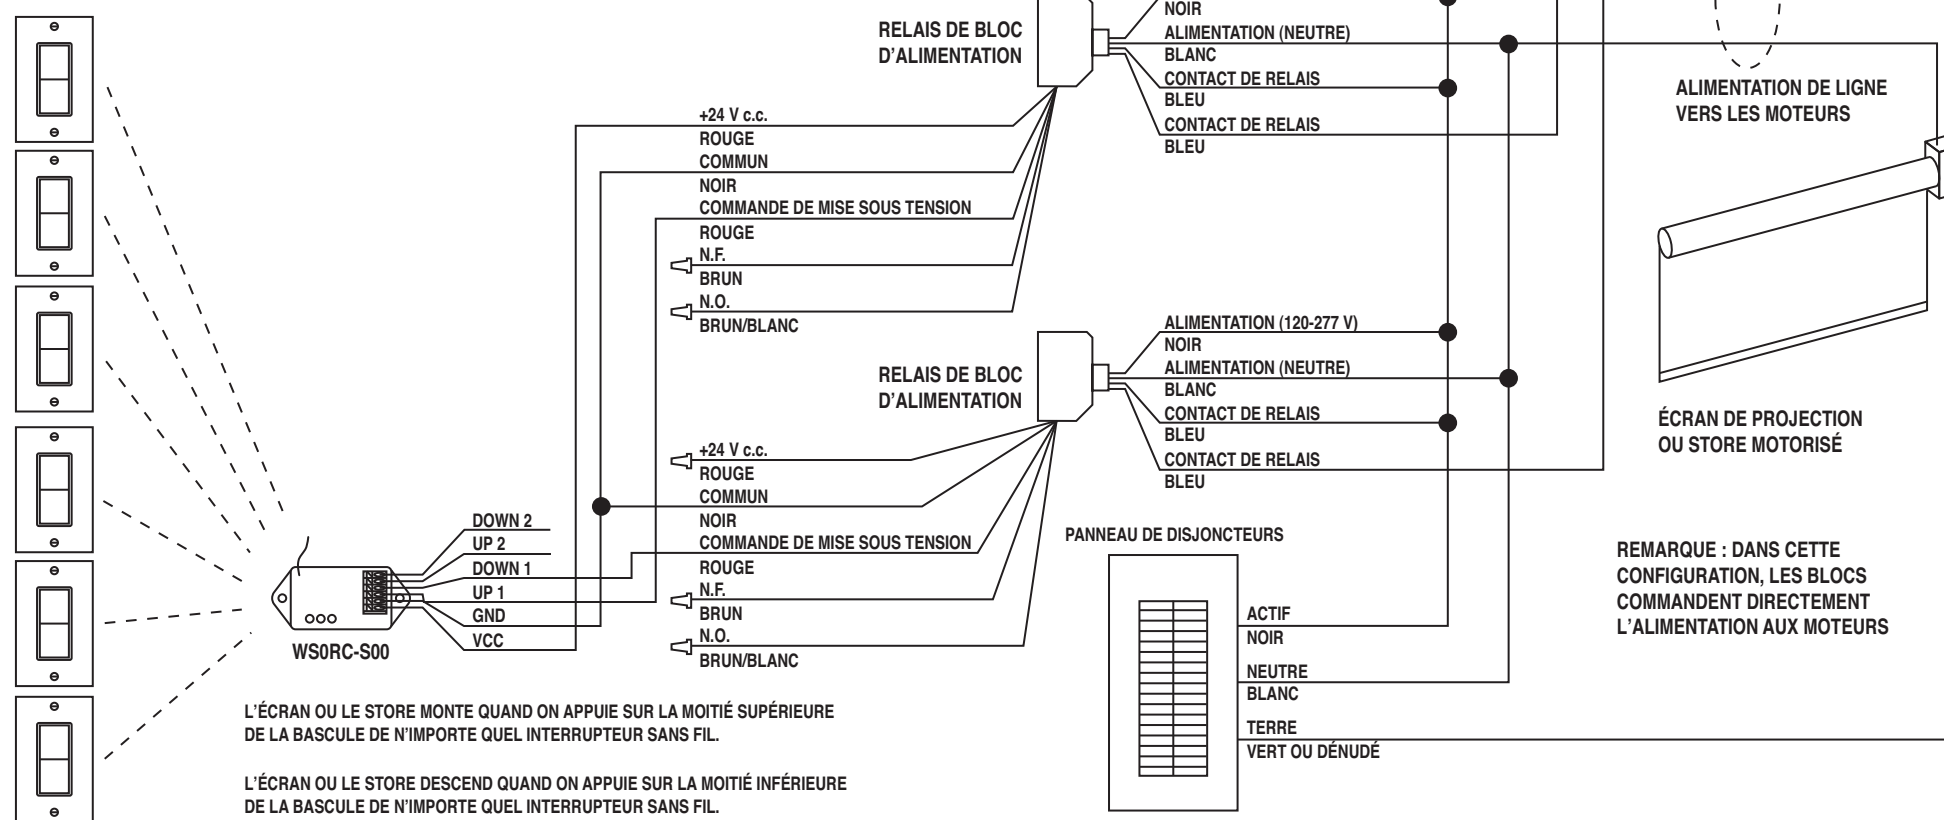 NOIR
RELAIS DE BLOC
D'ALIMENTATION
ALIMENTATION (NEUTRE)
BLANC
CONTACT DE RELAIS
BLEU
CONTACT DE RELAIS
BLEU
ALIMENTATION DE LIGNE
VERS LES MOTEURS
+24 V c.c.
ROUGE
COMMUN
NOIR
COMMANDE DE MISE SOUS TENSION
ROUGE
N.F.
BRUN
N.O.
BRUN/BLANC
RELAIS DE BLOC
D'ALIMENTATION
ALIMENTATION (120-277 V)
NOIR
ALIMENTATION (NEUTRE)
BLANC
CONTACT DE RELAIS
BLEU
CONTACT DE RELAIS
BLEU
ÉCRAN DE PROJECTION
OU STORE MOTORISÉ
+24 V c.c.
ROUGE
COMMUN
NOIR
COMMANDE DE MISE SOUS TENSION
ROUGE
N.F.
BRUN
N.O.
BRUN/BLANC
DOWN 2
UP 2
DOWN 1
UP 1
GND
VCC
WS0RC-S00
PANNEAU DE DISJONCTEURS
ACTIF
NOIR
NEUTRE
BLANC
TERRE
VERT OU DÉNUDÉ
REMARQUE : DANS CETTE
CONFIGURATION, LES BLOCS
COMMANDENT DIRECTEMENT
L'ALIMENTATION AUX MOTEURS
L'ÉCRAN OU LE STORE MONTE QUAND ON APPUIE SUR LA MOITIÉ SUPÉRIEURE
DE LA BASCULE DE N'IMPORTE QUEL INTERRUPTEUR SANS FIL.
L'ÉCRAN OU LE STORE DESCEND QUAND ON APPUIE SUR LA MOITIÉ INFÉRIEURE
DE LA BASCULE DE N'IMPORTE QUEL INTERRUPTEUR SANS FIL.